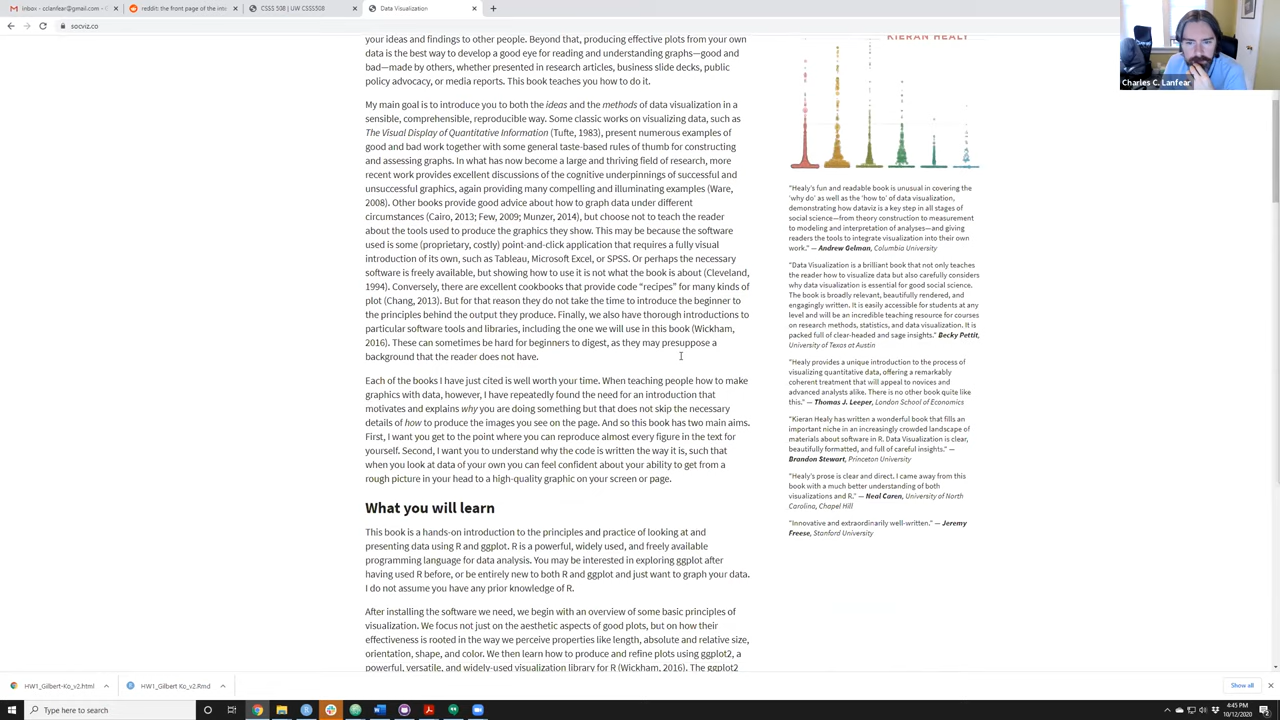 inbox - cclanfear@gmail.com -
reddit: the front page of the int
CSSS 508 | UW CSSS508
Data Visualization
socviz.co
Charles C. Lanfear
your ideas and findings to other people. Beyond that, producing effective plots from your own
data is the best way to develop a good eye for reading and understanding graphs—good and
bad—made by others, whether presented in research articles, business slide decks, public
policy advocacy, or media reports. This book teaches you how to do it.
My main goal is to introduce you to both the ideas and the methods of data visualization in a
sensible, comprehensible, reproducible way. Some classic works on visualizing data, such as
The Visual Display of Quantitative Information (Tufte, 1983), present numerous examples of
good and bad work together with some general taste-based rules of thumb for constructing
and assessing graphs. In what has now become a large and thriving field of research, more
recent work provides excellent discussions of the cognitive underpinnings of successful and
unsuccessful graphics, again providing many compelling and illuminating examples (Ware,
2008). Other books provide good advice about how to graph data under different
circumstances (Cairo, 2013; Few, 2009; Munzer, 2014), but choose not to teach the reader
about the tools used to produce the graphics they show. This may be because the software
used is some (proprietary, costly) point-and-click application that requires a fully visual
introduction of its own, such as Tableau, Microsoft Excel, or SPSS. Or perhaps the necessary
software is freely available, but showing how to use it is not what the book is about (Cleveland,
1994). Conversely, there are excellent cookbooks that provide code “recipes” for many kinds of
plot (Chang, 2013). But for that reason they do not take the time to introduce the beginner to
the principles behind the output they produce. Finally, we also have thorough introductions to
particular software tools and libraries, including the one we will use in this book (Wickham,
2016). These can sometimes be hard for beginners to digest, as they may presuppose a
background that the reader does not have.
Each of the books I have just cited is well worth your time. When teaching people how to make
graphics with data, however, I have repeatedly found the need for an introduction that
motivates and explains why you are doing something but that does not skip the necessary
details of how to produce the images you see on the page. And so this book has two main aims.
First, I want you get to the point where you can reproduce almost every figure in the text for
yourself. Second, I want you to understand why the code is written the way it is, such that
when you look at data of your own you can feel confident about your ability to get from a
rough picture in your head to a high-quality graphic on your screen or page.
What you will learn
This book is a hands-on introduction to the principles and practice of looking at and
presenting data using R and ggplot. R is a powerful, widely used, and freely available
programming language for data analysis. You may be interested in exploring ggplot after
having used R before, or be entirely new to both R and ggplot and just want to graph your data.
I do not assume you have any prior knowledge of R.
After installing the software we need, we begin with an overview of some basic principles of
visualization. We focus not just on the aesthetic aspects of good plots, but on how their
effectiveness is rooted in the way we perceive properties like length, absolute and relative size,
orientation, shape, and color. We then learn how to produce and refine plots using ggplot2, a
powerful, versatile, and widely-used visualization library for R (Wickham, 2016). The ggplot2
KIERAN HEALY
“Healy’s fun and readable book is unusual in covering the
‘why do’ as well as the ‘how to’ of data visualization,
demonstrating how dataviz is a key step in all stages of
social science—from theory construction to measurement
to modeling and interpretation of analyses—and giving
readers the tools to integrate visualization into their own
work.” — Andrew Gelman, Columbia University
“Data Visualization is a brilliant book that not only teaches
the reader how to visualize data but also carefully considers
why data visualization is essential for good social science.
The book is broadly relevant, beautifully rendered, and
engagingly written. It is easily accessible for students at any
level and will be an incredible teaching resource for courses
on research methods, statistics, and data visualization. It is
packed full of clear-headed and sage insights.” Becky Pettit,
University of Texas at Austin
“Healy provides a unique introduction to the process of
visualizing quantitative data, offering a remarkably
coherent treatment that will appeal to novices and
advanced analysts alike. There is no other book quite like
this.” — Thomas J. Leeper, London School of Economics
“Kieran Healy has written a wonderful book that fills an
important niche in an increasingly crowded landscape of
materials about software in R. Data Visualization is clear,
beautifully formatted, and full of careful insights.” —
Brandon Stewart, Princeton University
“Healy’s prose is clear and direct. I came away from this
book with a much better understanding of both
visualizations and R.” — Neal Caren, University of North
Carolina, Chapel Hill
“Innovative and extraordinarily well-written.” — Jeremy
Freese, Stanford University
HW1_Gilbert-Ko_v2.html
HW1_Gilbert Ko_v2.Rmd
Show all
Type here to search
4:45 PM
10/12/2020